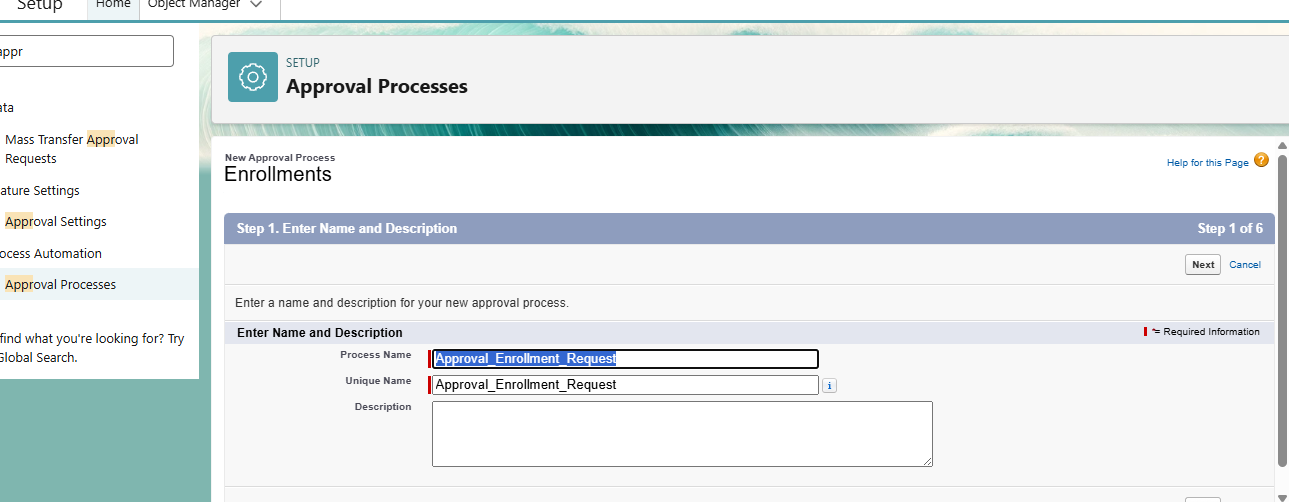 Setup
Home
Object Manager
appr
ata
Mass Transfer Approval
Requests
ature Settings
Approval Settings
ocess Automation
Approval Processes
find what you're looking for? Try
Global Search.
SETUP
Approval Processes
New Approval Process
Enrollments
Help for this Page ?
Step 1. Enter Name and Description
Step 1 of 6
Next
Cancel
Enter a name and description for your new approval process.
Enter Name and Description
*= Required Information
Process Name
Approval_Enrollment_Request
Unique Name
Approval_Enrollment_Request
i
Description